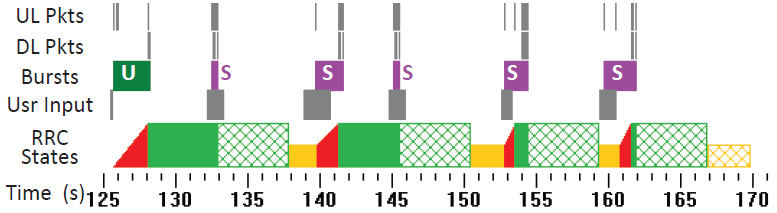 UL Pkts
DL Pkts
Bursts U S S S S S
Usr Input
RRC
States
Time (s) 125 130 135 140 145 150 155 160 165 170